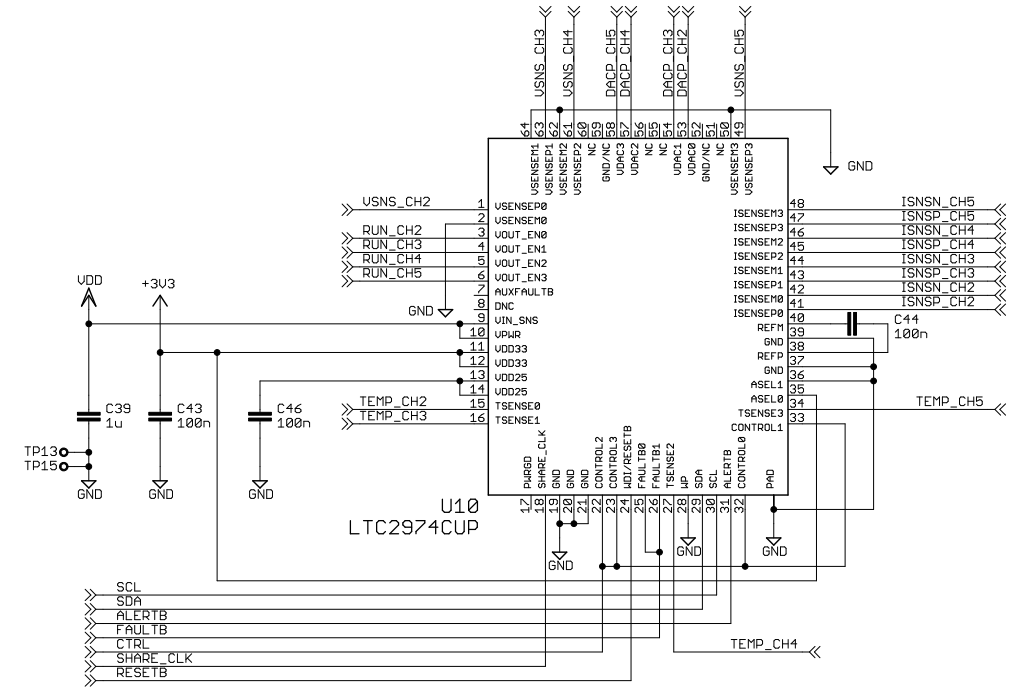 VSNS_CH3
VSNS_CH4
DACP_CH5
DACP_CH4
DACP_CH3
DACP_CH2
VSNS_CH5
64
63
62
61
60
59
58
57
56
55
54
53
52
51
50
49
VSENSEM1
VSENSEP1
VSENSEM2
VSENSEP2
NC
GND/NC
VDAC3
VDAC2
NC
NC
VDAC1
VDAC0
GND/NC
NC
VSENSEM3
VSENSEP3
GND
VSNS_CH2
RUN_CH2
RUN_CH3
RUN_CH4
RUN_CH5
GND
1 VSENSEP0
2 VSENSEM0
3 VOUT_EN0
4 VOUT_EN1
5 VOUT_EN2
6 VOUT_EN3
7 AUXFAULTB
8 DNC
9 VIN_SNS
10 VPWR
11 VDD33
12 VDD33
13 VDD25
14 VDD25
15 TSENSE0
16 TSENSE1
ISENSEM3 48
ISENSEP3 47
ISENSEM2 46
ISENSEP2 45
ISENSEM1 44
ISENSEP1 43
ISENSEM0 42
ISENSEP0 41
REFM 40
GND 39
REFP 38
GND 37
ASEL1 36
ASEL0 35
TSENSE3 34
CONTROL1 33
ISNSN_CH5
ISNSP_CH5
ISNSN_CH4
ISNSP_CH4
ISNSN_CH3
ISNSP_CH3
ISNSN_CH2
ISNSP_CH2
C44
100n
TEMP_CH5
VDD
+3V3
C39
1u
C43
100n
C46
100n
TEMP_CH2
TEMP_CH3
TP13
TP15
GND
GND
GND
PWRGD
SHARE_CLK
GND
GND
GND
CONTROL2
CONTROL3
WDI/RESETB
FAULTB0
FAULTB1
TSENSE2
WP
SDA
SCL
ALERTB
CONTROL0
PAD
17
18
19
20
21
22
23
24
25
26
27
28
29
30
31
32
U10
LTC2974CUP
GND
GND
GND
SCL
SDA
ALERTB
FAULTB
CTRL
SHARE_CLK
RESETB
TEMP_CH4